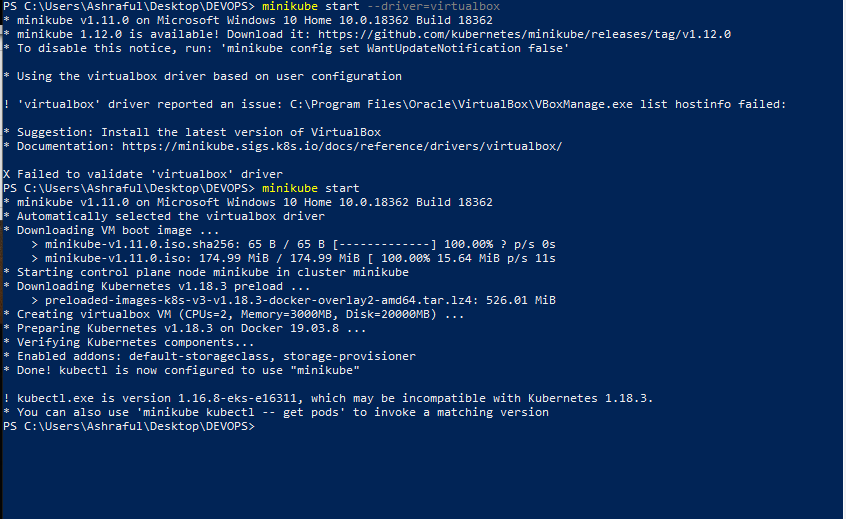 PS C:\Users\Ashraful\Desktop\DEVOPS> minikube start --driver=virtualbox
* minikube v1.11.0 on Microsoft Windows 10 Home 10.0.18362 Build 18362
* minikube 1.12.0 is available! Download it: https://github.com/kubernetes/minikube/releases/tag/v1.12.0
* To disable this notice, run: 'minikube config set WantUpdateNotification false'
* Using the virtualbox driver based on user configuration
! 'virtualbox' driver reported an issue: C:\Program Files\Oracle\VirtualBox\VBoxManage.exe list hostinfo failed:
* Suggestion: Install the latest version of VirtualBox
* Documentation: https://minikube.sigs.k8s.io/docs/reference/drivers/virtualbox/
X Failed to validate 'virtualbox' driver
PS C:\Users\Ashraful\Desktop\DEVOPS> minikube start
* minikube v1.11.0 on Microsoft Windows 10 Home 10.0.18362 Build 18362
* Automatically selected the virtualbox driver
* Downloading VM boot image ...
    > minikube-v1.11.0.iso.sha256: 65 B / 65 B [-------------] 100.00% ? p/s 0s
    > minikube-v1.11.0.iso: 174.99 MiB / 174.99 MiB [ 100.00% 15.64 MiB p/s 11s
* Starting control plane node minikube in cluster minikube
* Downloading Kubernetes v1.18.3 preload ...
    > preloaded-images-k8s-v3-v1.18.3-docker-overlay2-amd64.tar.lz4: 526.01 MiB
* Creating virtualbox VM (CPUs=2, Memory=3000MB, Disk=20000MB) ...
* Preparing Kubernetes v1.18.3 on Docker 19.03.8 ...
* Verifying Kubernetes components...
* Enabled addons: default-storageclass, storage-provisioner
* Done! kubectl is now configured to use "minikube"
! kubectl.exe is version 1.16.8-eks-e16311, which may be incompatible with Kubernetes 1.18.3.
* You can also use 'minikube kubectl -- get pods' to invoke a matching version
PS C:\Users\Ashraful\Desktop\DEVOPS>